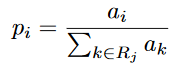 p_i = \frac{a_i}{\sum_{k \in R_j} a_k}